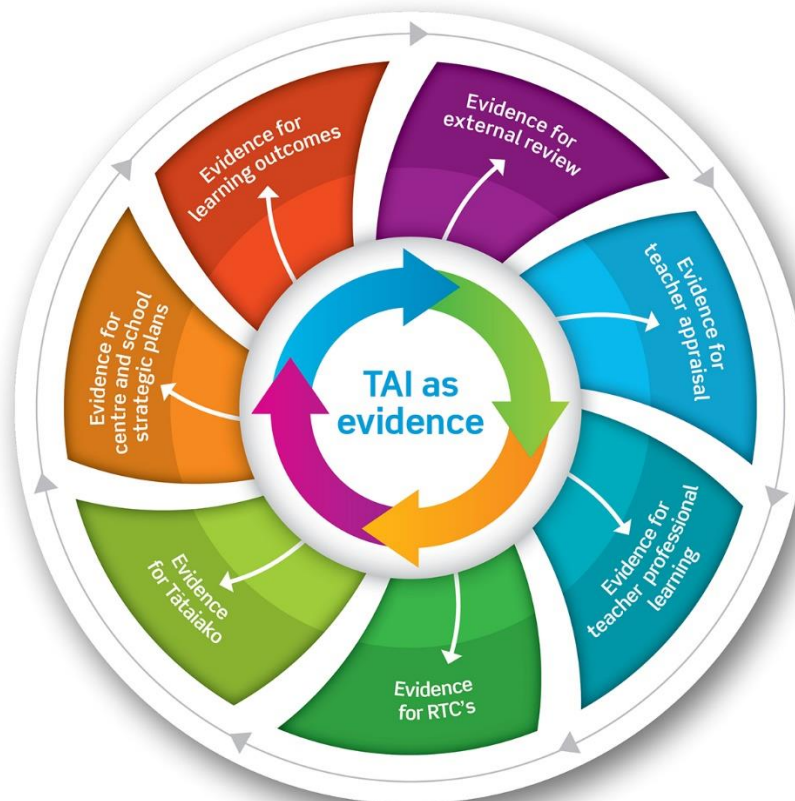 TAI as
evidence
Evidence for
external review
Evidence for
teacher appraisal
Evidence for
teacher professional
learning
Evidence
for RTC's
Evidence
for Tātaiako
Evidence for
centre and school
strategic plans
Evidence for
learning outcomes